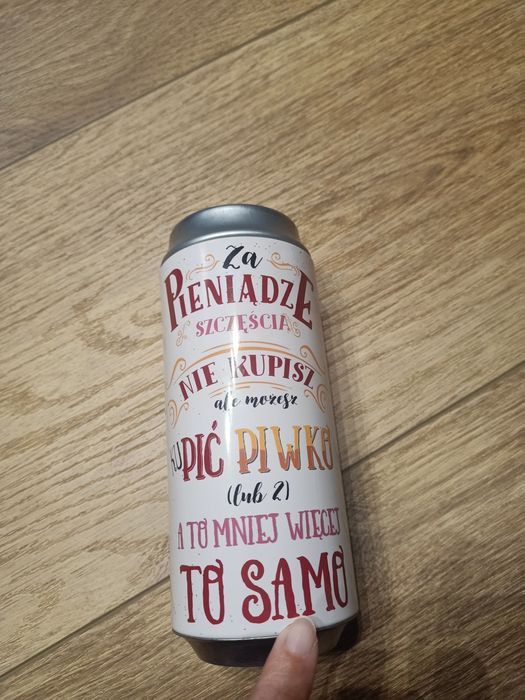 Za
PIENIĄDZE
SZCZĘŚCIA
NIE KUPISZ
ale możesz
KUPIĆ PIWKO
(lub 2)
A TO MNIEJ WIĘCEJ
TO SAMO